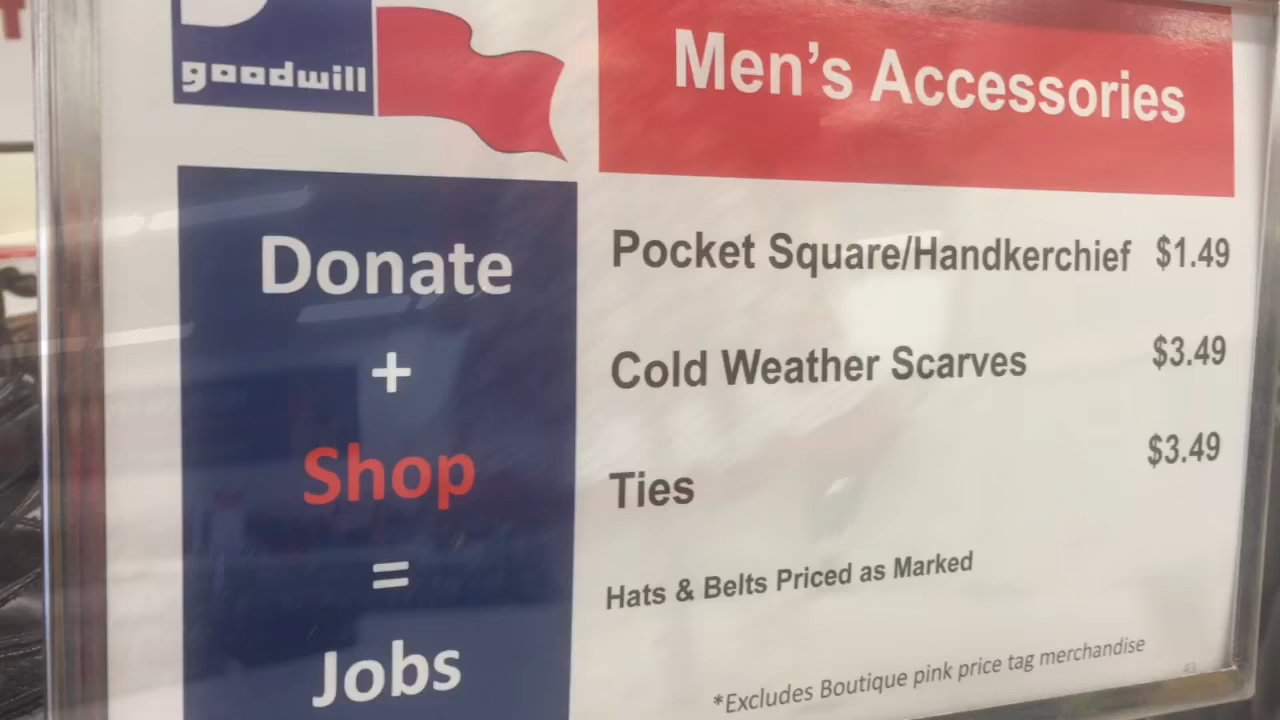 goodwill
Donate
+
Shop
=
Jobs
Men's Accessories
Pocket Square/Handkerchief $1.49
Cold Weather Scarves $3.49
Ties $3.49
Hats & Belts Priced as Marked
*Excludes Boutique pink price tag merchandise